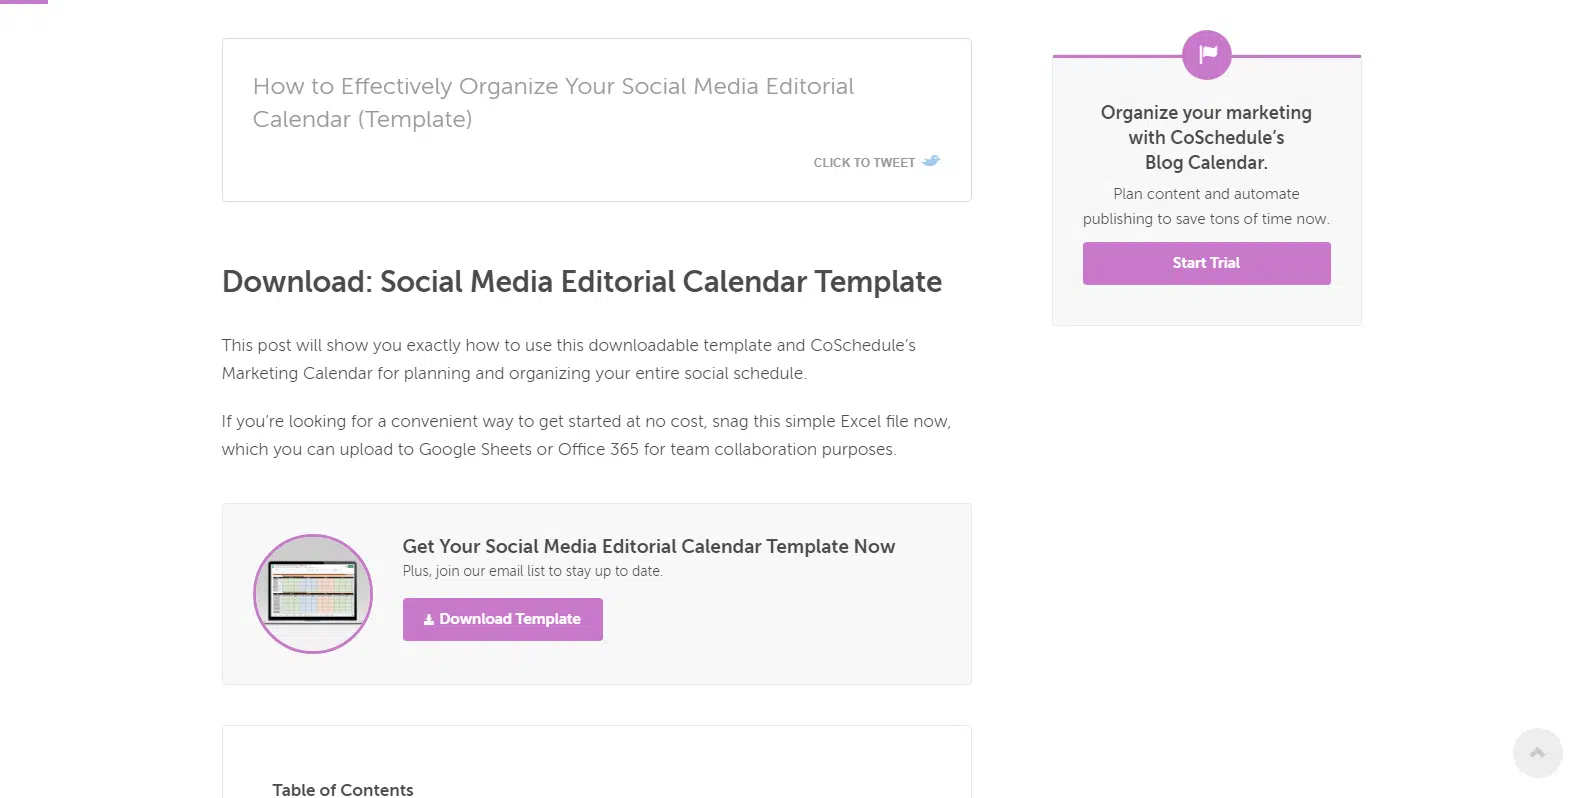 How to Effectively Organize Your Social Media Editorial
Calendar (Template)
CLICK TO TWEET
Download: Social Media Editorial Calendar Template
This post will show you exactly how to use this downloadable template and CoSchedule’s
Marketing Calendar for planning and organizing your entire social schedule.
If you’re looking for a convenient way to get started at no cost, snag this simple Excel file now,
which you can upload to Google Sheets or Office 365 for team collaboration purposes.
Get Your Social Media Editorial Calendar Template Now
Plus, join our email list to stay up to date.
Download Template
Table of Contents
Organize your marketing
with CoSchedule’s
Blog Calendar.
Plan content and automate
publishing to save tons of time now.
Start Trial